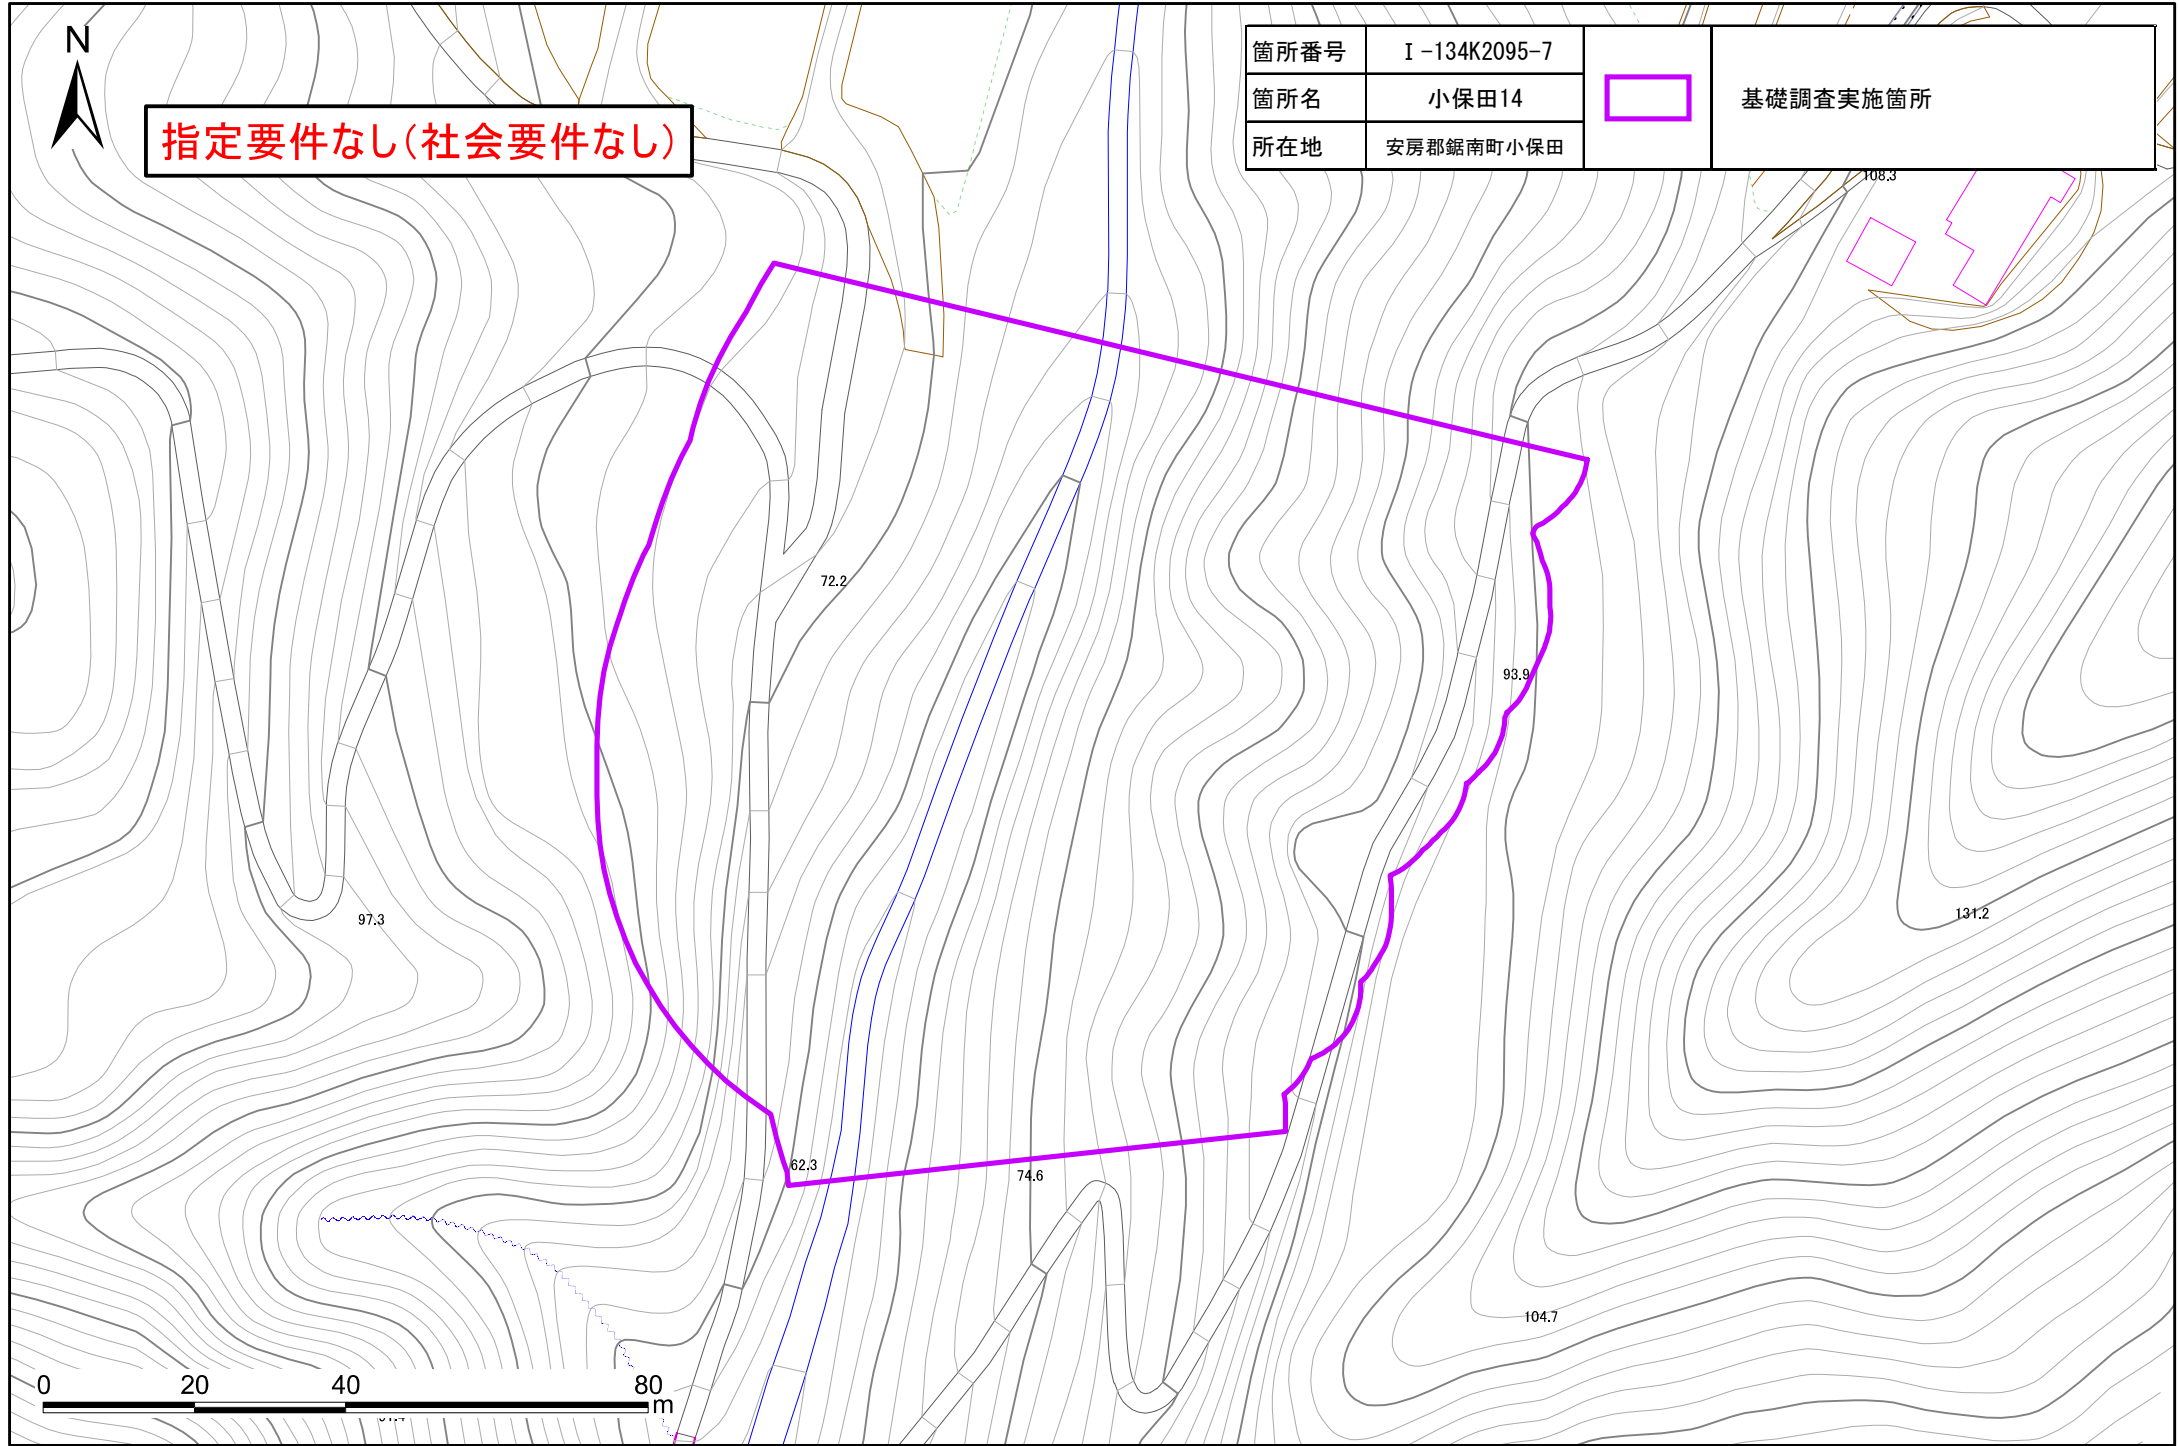 N
指定要件なし(社会要件なし)
箇所番号 Ⅰ-134K2095-7
箇所名 小保田14
所在地 安房郡鋸南町小保田
基礎調査実施箇所
108.3
72.2
93.9
97.3
131.2
62.3
74.6
104.7
0 20 40 80
m